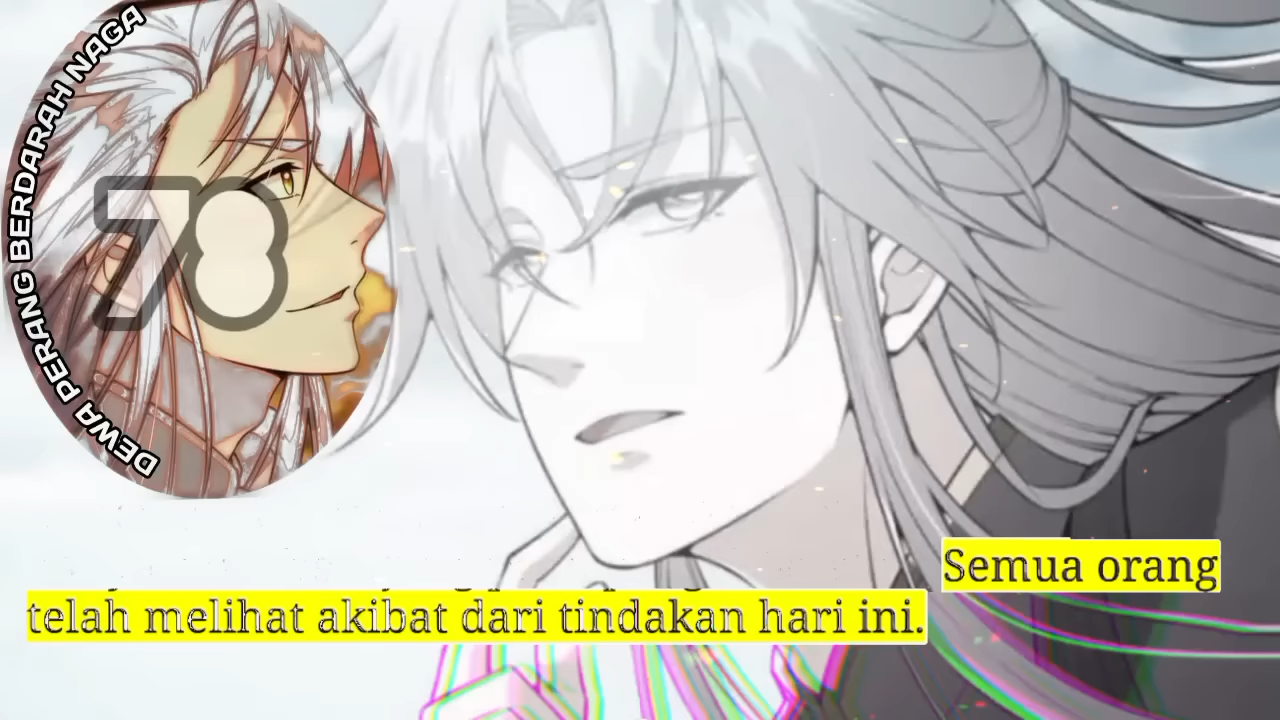 DEWA PERANG BERDARAH NAGA
78
Semua orang
telah melihat akibat dari tindakan hari ini.